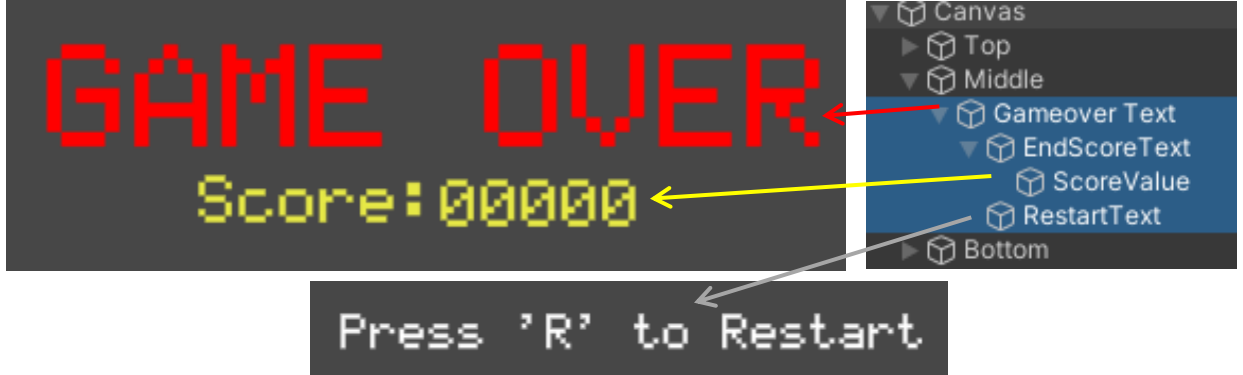 GAME OVER
Score:00000
Press 'R' to Restart
Canvas
Top
Middle
Gameover Text
EndScoreText
ScoreValue
RestartText
Bottom